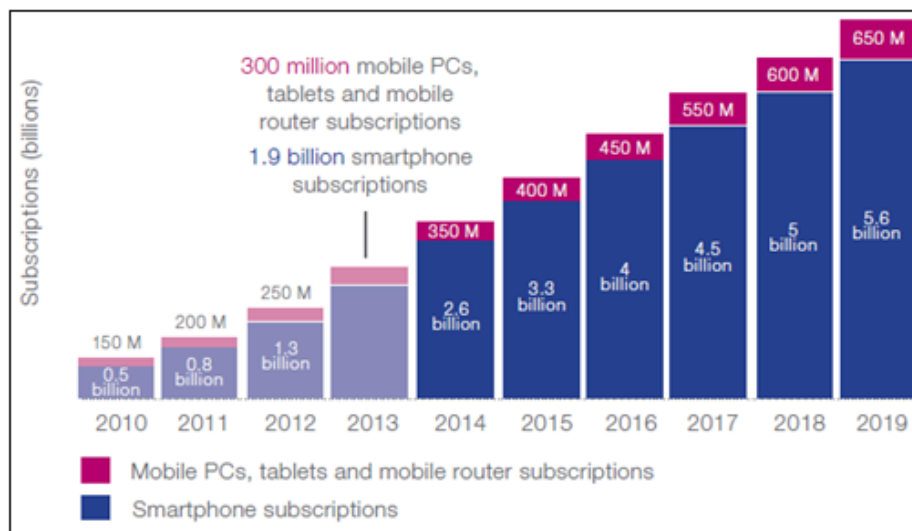 Subscriptions (billions)
300 million mobile PCs,
tablets and mobile
router subscriptions
1.9 billion smartphone
subscriptions
150 M
200 M
250 M
350 M
400 M
450 M
550 M
600 M
650 M
0.5
billion
0.8
billion
1.3
billion
2.6
billion
3.3
billion
4
billion
4.5
billion
5
billion
5.6
billion
2010 2011 2012 2013 2014 2015 2016 2017 2018 2019
Mobile PCs, tablets and mobile router subscriptions
Smartphone subscriptions